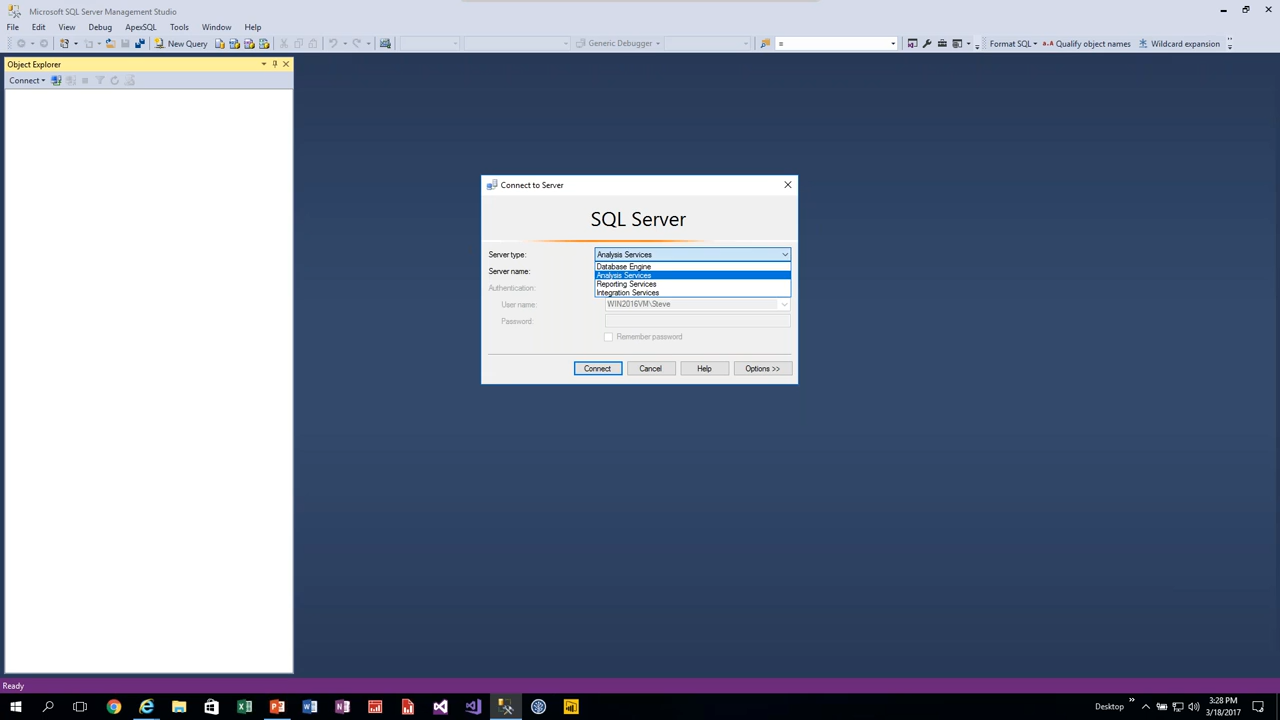 Microsoft SQL Server Management Studio
File Edit View Debug ApexSQL Tools Window Help
New Query Generic Debugger Format SQL Qualify object names Wildcard expansion
Object Explorer
Connect
Connect to Server
SQL Server
Server type: Analysis Services
Database Engine
Server name: Analysis Services
Authentication: Reporting Services
Integration Services
User name: WIN2016VM\Steve
Password:
Remember password
Connect Cancel Help Options >>
Ready
Desktop 3:28 PM
3/18/2017